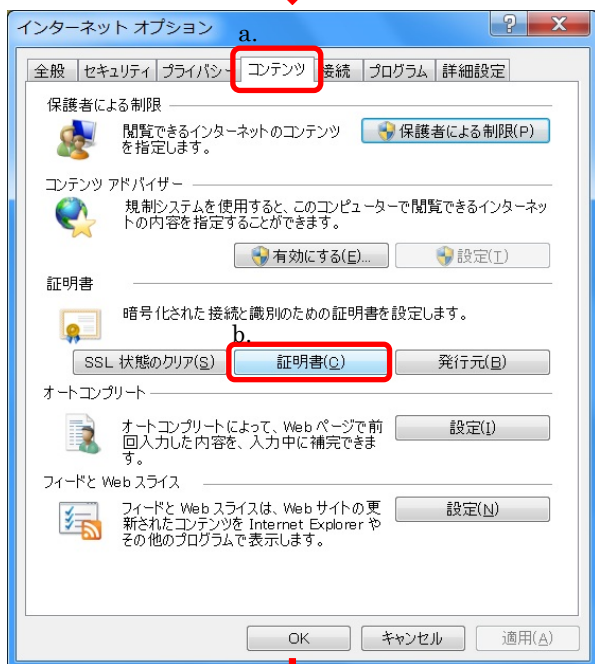 インターネット オプション
a.
全般 セキュリティ プライバシー コンテンツ 接続 プログラム 詳細設定
保護者による制限
閲覧できるインターネットのコンテンツ
を指定します。
保護者による制限(P)
コンテンツ アドバイザー
規制システムを使用すると、このコンピューターで閲覧できるインターネッ
トの内容を指定することができます。
有効にする(E)... 設定(T)
証明書
暗号化された接続と識別のための証明書を設定します。
b.
SSL 状態のクリア(S) 証明書(C) 発行元(B)
オートコンプリート
オートコンプリートによって、Web ページで前
回入力した内容を、入力中に補完できま
す。
設定(I)
フィードと Web スライス
フィードと Web スライスは、Web サイトの更
新されたコンテンツを Internet Explorer や
その他のプログラムで表示します。
設定(N)
OK キャンセル 適用(A)